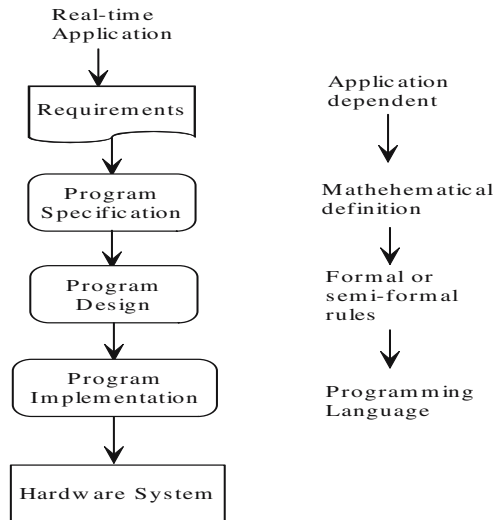 Real-time
Application
Requirements
Program
Specification
Program
Design
Program
Implementation
Hardware System
Application
dependent
Mathehematical
definition
Formal or
semi-formal
rules
Programming
Language